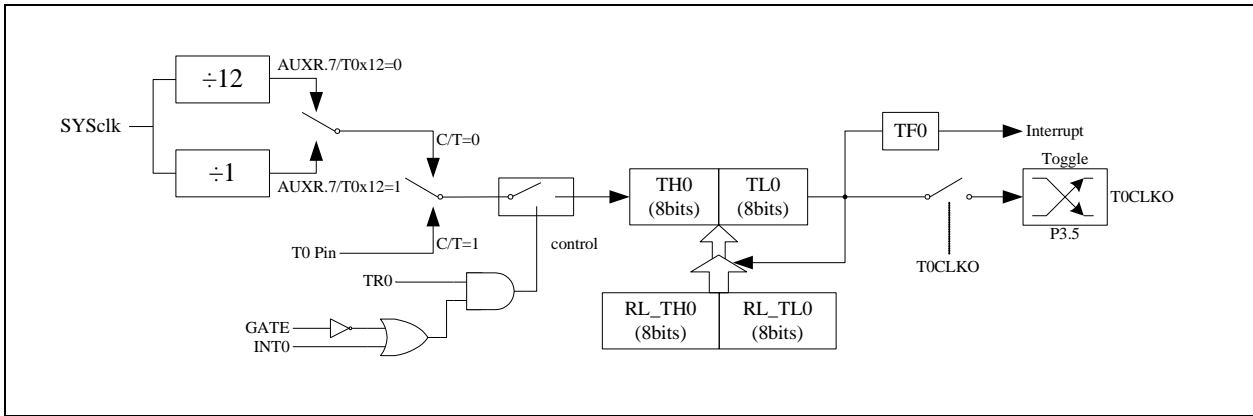 AUXR.7/T0x12=0
÷12
SYSclk
÷1
AUXR.7/T0x12=1
C/T=0
C/T=1
T0 Pin
control
TR0
GATE
INT0
TH0
(8bits)
TL0
(8bits)
RL_TH0
(8bits)
RL_TL0
(8bits)
TF0
Interrupt
Toggle
T0CLKO
P3.5
T0CLKO